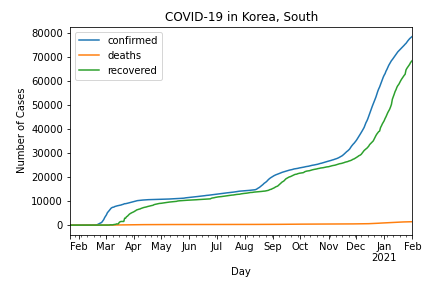 COVID-19 in Korea, South
confirmed
deaths
recovered
Number of Cases
80000
70000
60000
50000
40000
30000
20000
10000
0
Feb Mar Apr May Jun Jul Aug Sep Oct Nov Dec Jan Feb
2021
Day